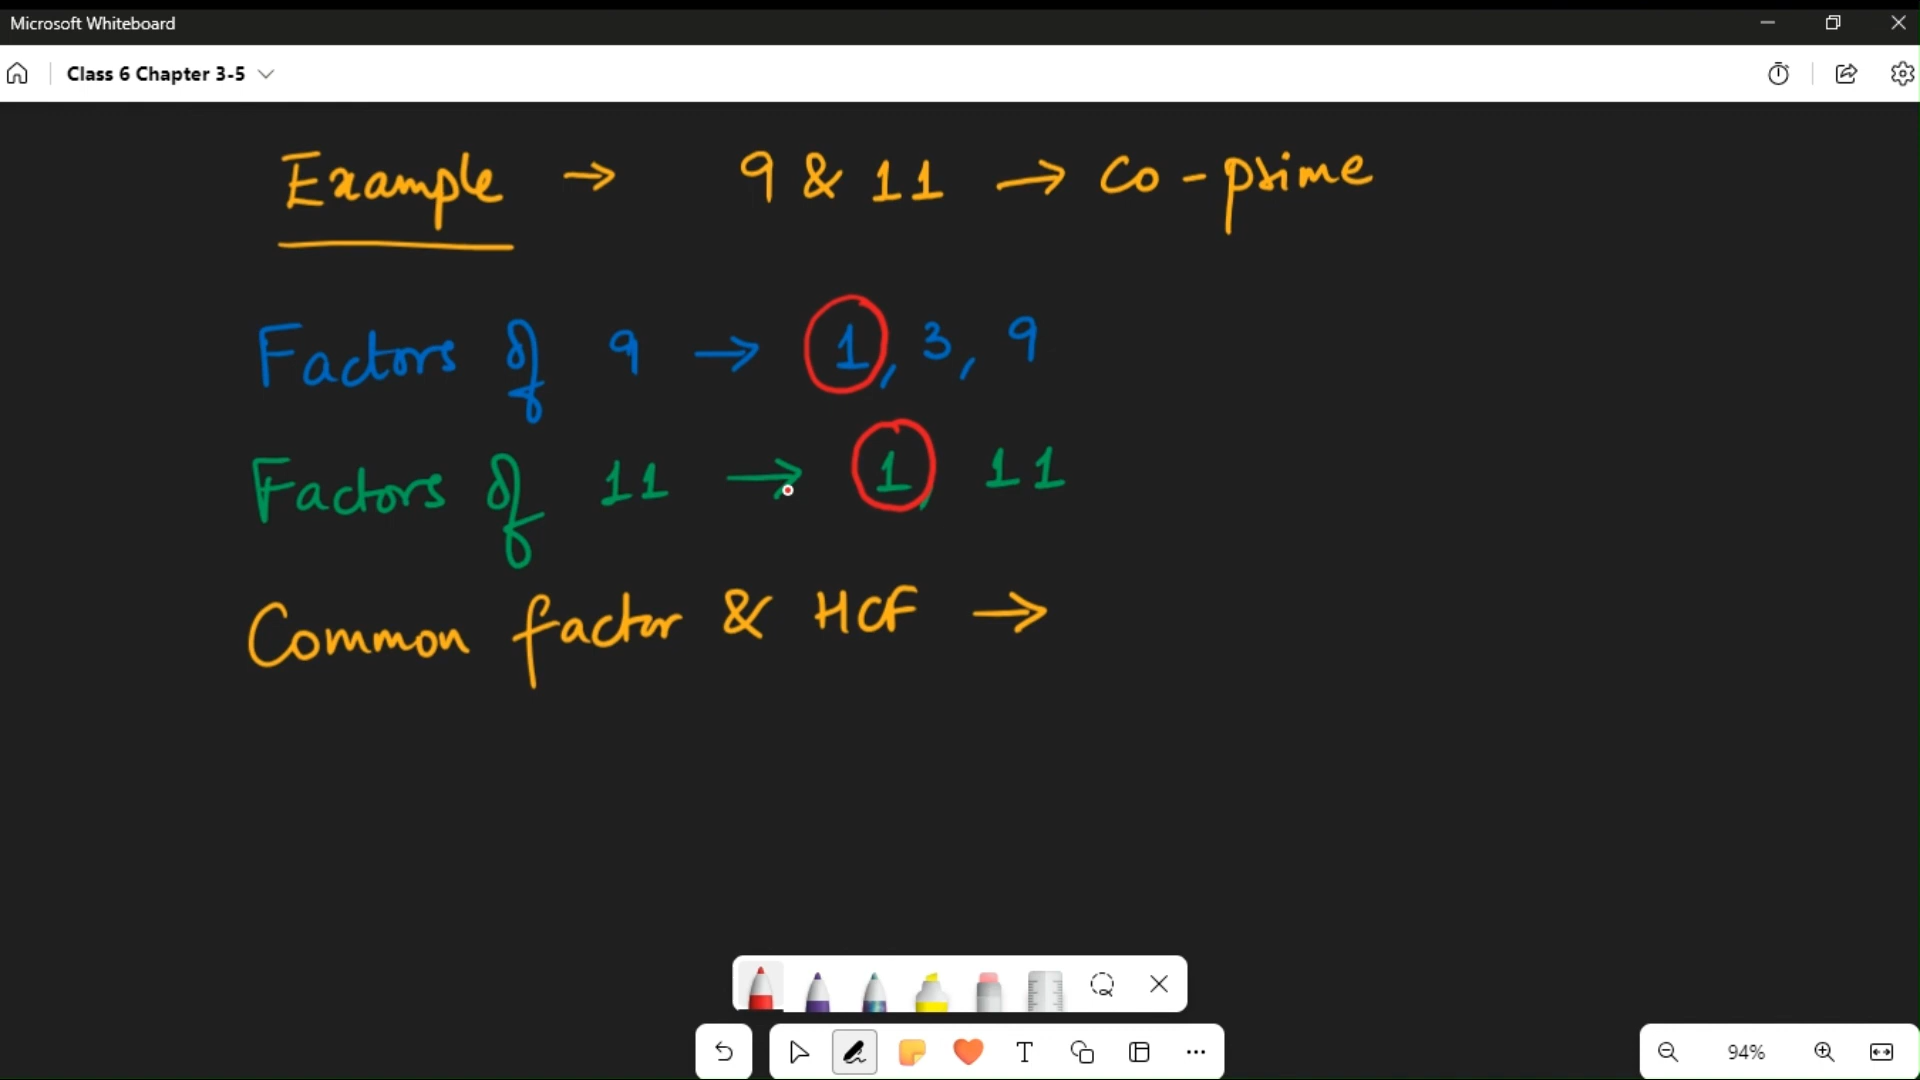 Microsoft Whiteboard
Class 6 Chapter 3-5
Example → 9 & 11 → Co-prime
Factors of 9 → 1, 3, 9
Factors of 11 → 1, 11
Common factor & HCF →
T
94%